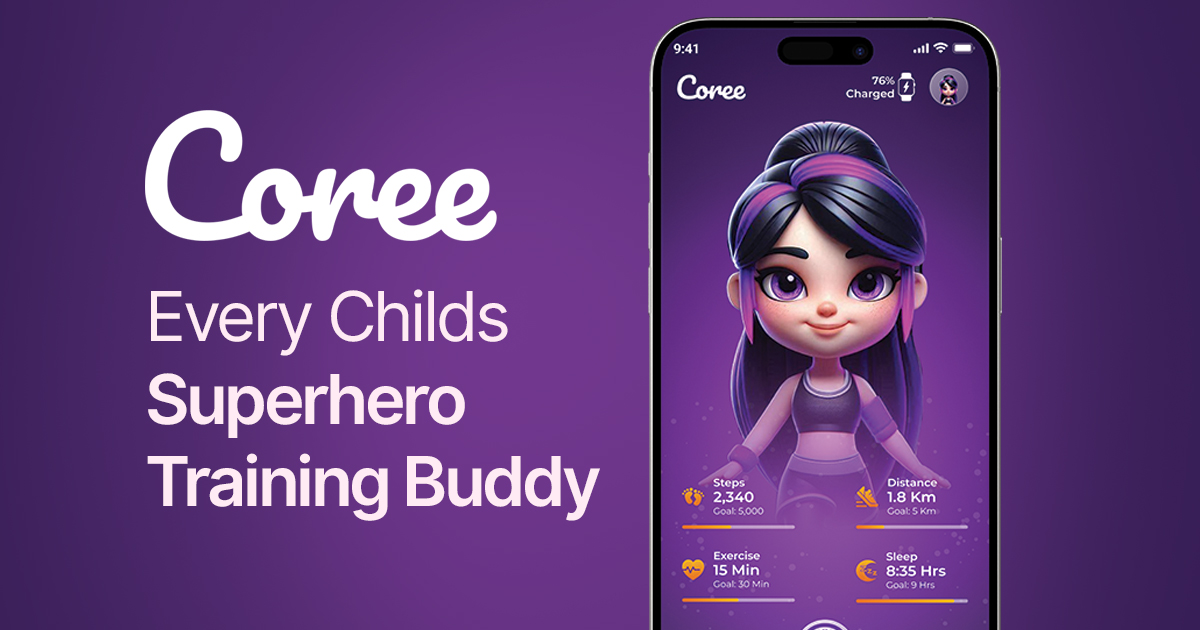 Coree
Every Childs
Superhero
Training Buddy
9:41
Coree
76%
Charged
Steps
2,340
Goal: 5,000
Distance
1.8 Km
Goal: 5 Km
Exercise
15 Min
Goal: 30 Min
Sleep
8:35 Hrs
Goal: 9 Hrs